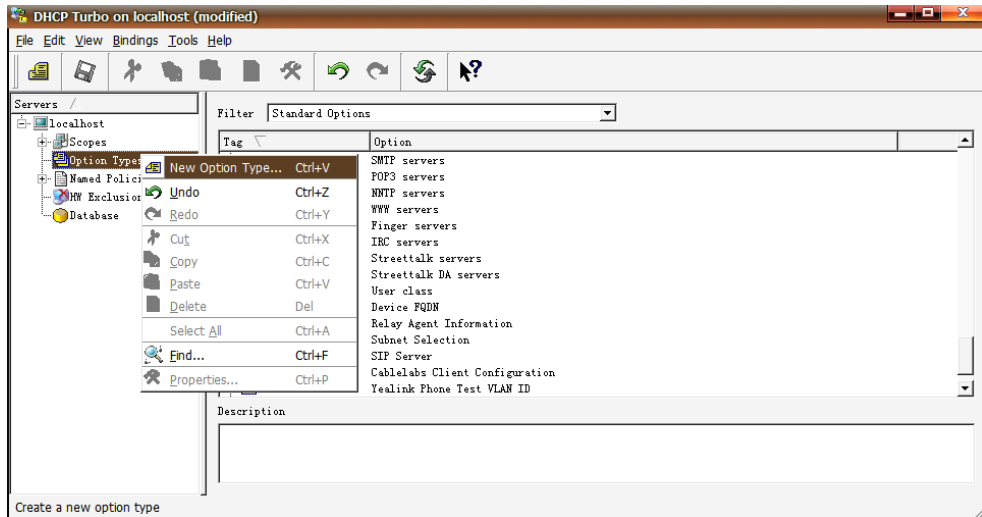 DHCP Turbo on localhost (modified)
File Edit View Bindings Tools Help
Servers /
localhost
Scopes
Option Types
Named Polici
HW Exclusion
Database
New Option Type... Ctrl+V
Undo Ctrl+Z
Redo Ctrl+Y
Cut Ctrl+X
Copy Ctrl+C
Paste Ctrl+V
Delete Del
Select All Ctrl+A
Find... Ctrl+F
Properties... Ctrl+P
Filter Standard Options
Tag Option
SMTP servers
POP3 servers
NNTP servers
WWW servers
Finger servers
IRC servers
Streettalk servers
Streettalk DA servers
User class
Device FQDN
Relay Agent Information
Subnet Selection
SIP Server
Cablelabs Client Configuration
Yealink Phone Test VLAN ID
Description
Create a new option type